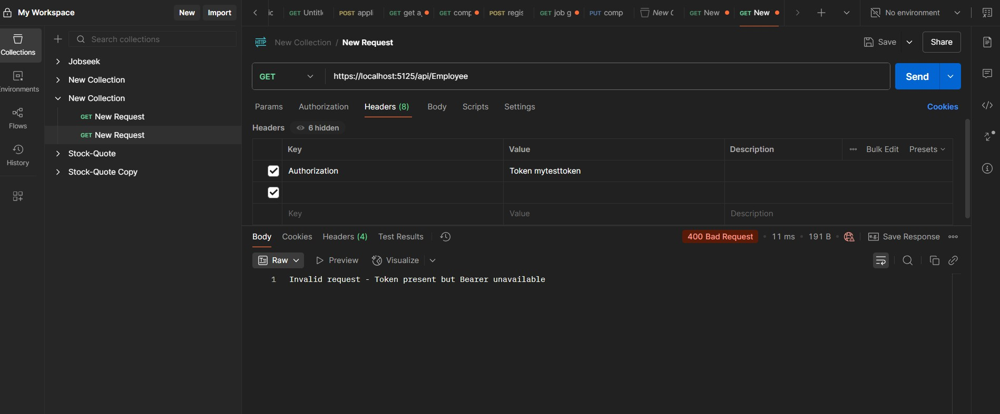 My Workspace
New
Import
Collections
Environments
Flows
History
Search collections
Jobseek
New Collection
New Collection
GET New Request
GET New Request
Stock-Quote
Stock-Quote Copy
GET Untitl
POST appli
GET get a
GET comp
POST regis
GET job g
PUT comp
New C
GET New
GET New
No environment
HTTP New Collection / New Request
Save
Share
GET
https://localhost:5125/api/Employee
Send
Params Authorization Headers (8) Body Scripts Settings
Cookies
Headers 6 hidden
Key Value Description Bulk Edit Presets
Authorization Token mytesttoken
Key Value Description
Body Cookies Headers (4) Test Results
400 Bad Request • 11 ms • 191 B
e.g. Save Response
Raw Preview Visualize
1 Invalid request - Token present but Bearer unavailable